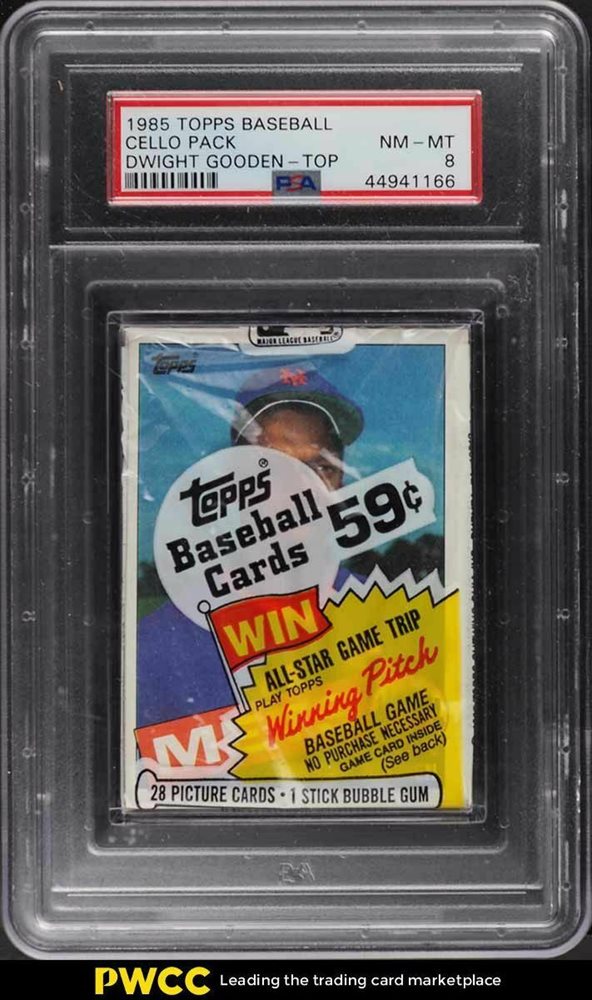 1985 TOPPS BASEBALL
CELLO PACK NM - MT
DWIGHT GOODEN - TOP 8
PSA 44941166
MAJOR LEAGUE BASEBALL®
TOPPS
topps®
Baseball
Cards
59¢
WIN
ALL-STAR GAME TRIP
PLAY TOPPS
Winning Pitch
BASEBALL GAME
NO PURCHASE NECESSARY
GAME CARD INSIDE
(See back)
M
28 PICTURE CARDS • 1 STICK BUBBLE GUM
PSA
PWCC Leading the trading card marketplace